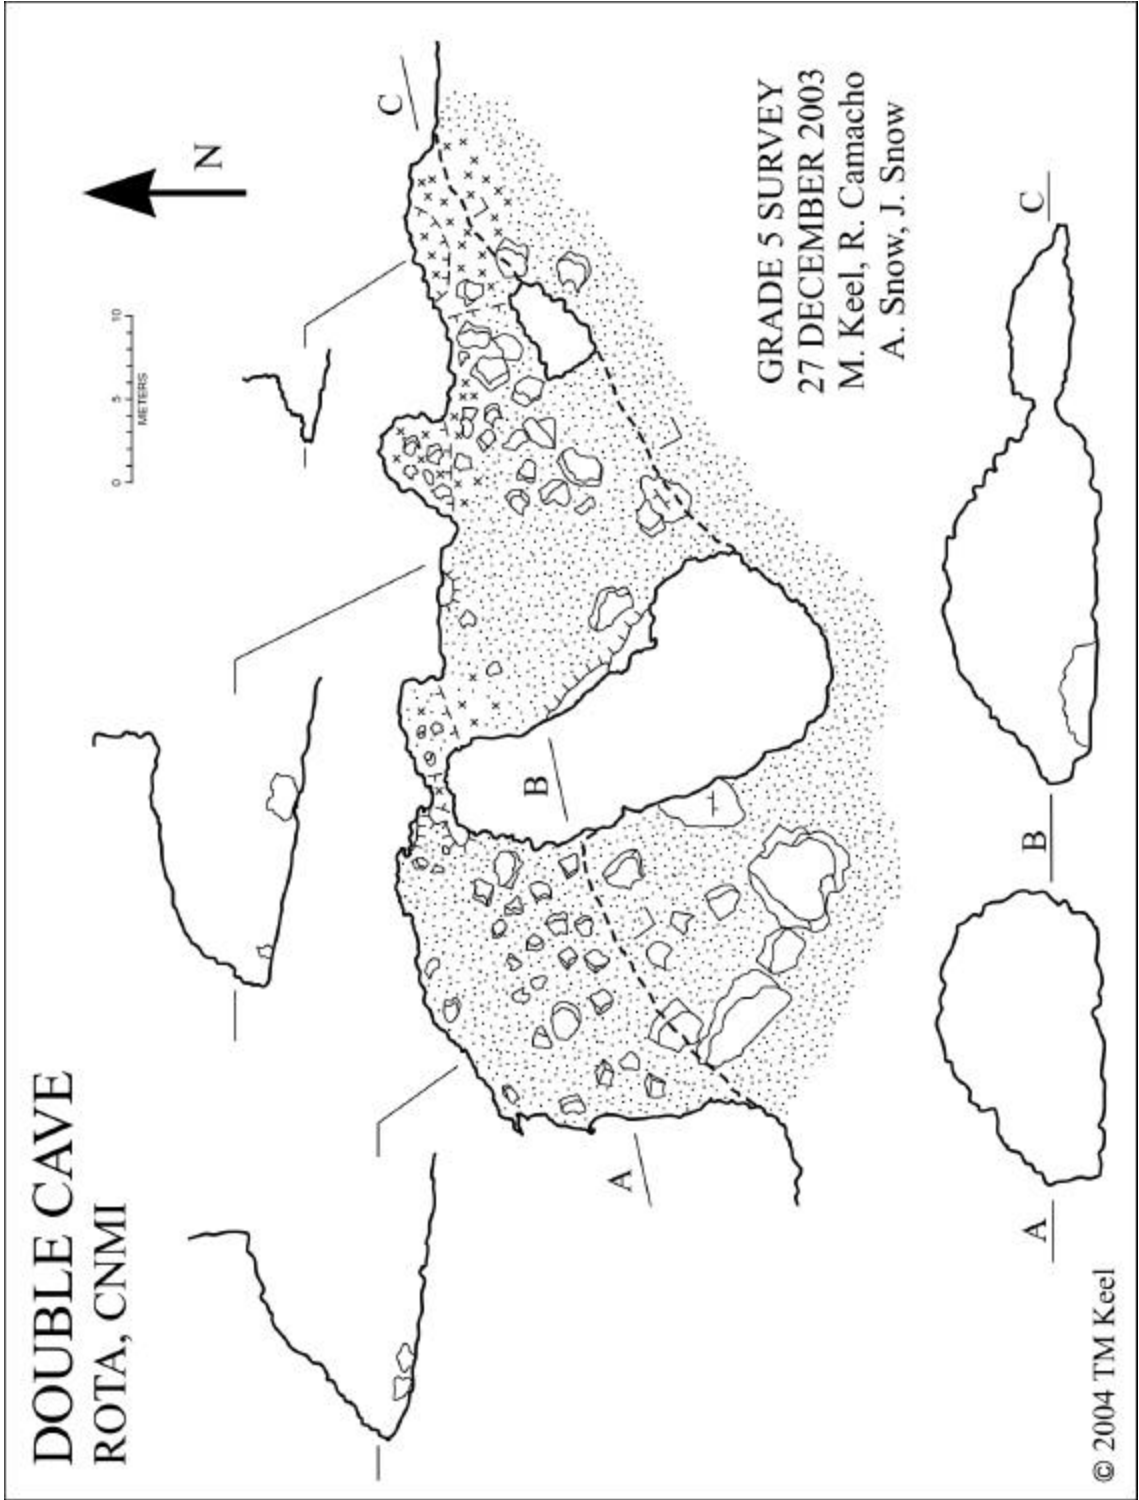 DOUBLE CAVE
ROTA, CNMI
0 5 10
METERS
N
A
B
C
GRADE 5 SURVEY
27 DECEMBER 2003
M. Keel, R. Camacho
A. Snow, J. Snow
A
B
C
© 2004 TM Keel